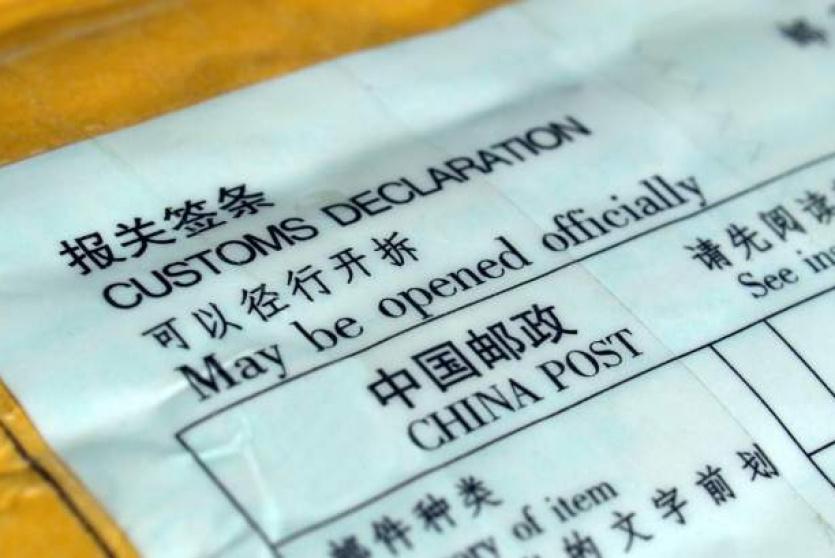 报关签条
CUSTOMS DECLARATION
可以径行开拆
May be opened officially
请先阅读
See
中国邮政
CHINA POST
邮件种类
of item
的文字前划